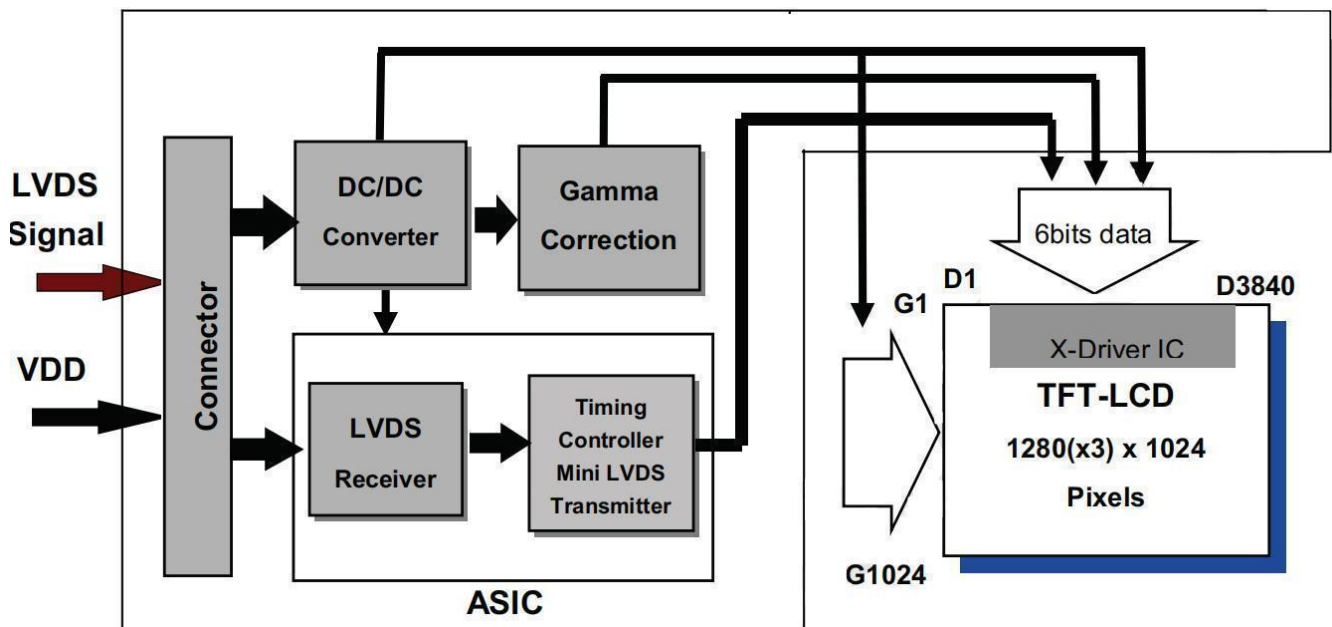 LVDS
Signal
VDD
Connector
DC/DC
Converter
Gamma
Correction
LVDS
Receiver
Timing
Controller
Mini LVDS
Transmitter
ASIC
6bits data
D1
D3840
G1
G1024
X-Driver IC
TFT-LCD
1280(x3) x 1024
Pixels